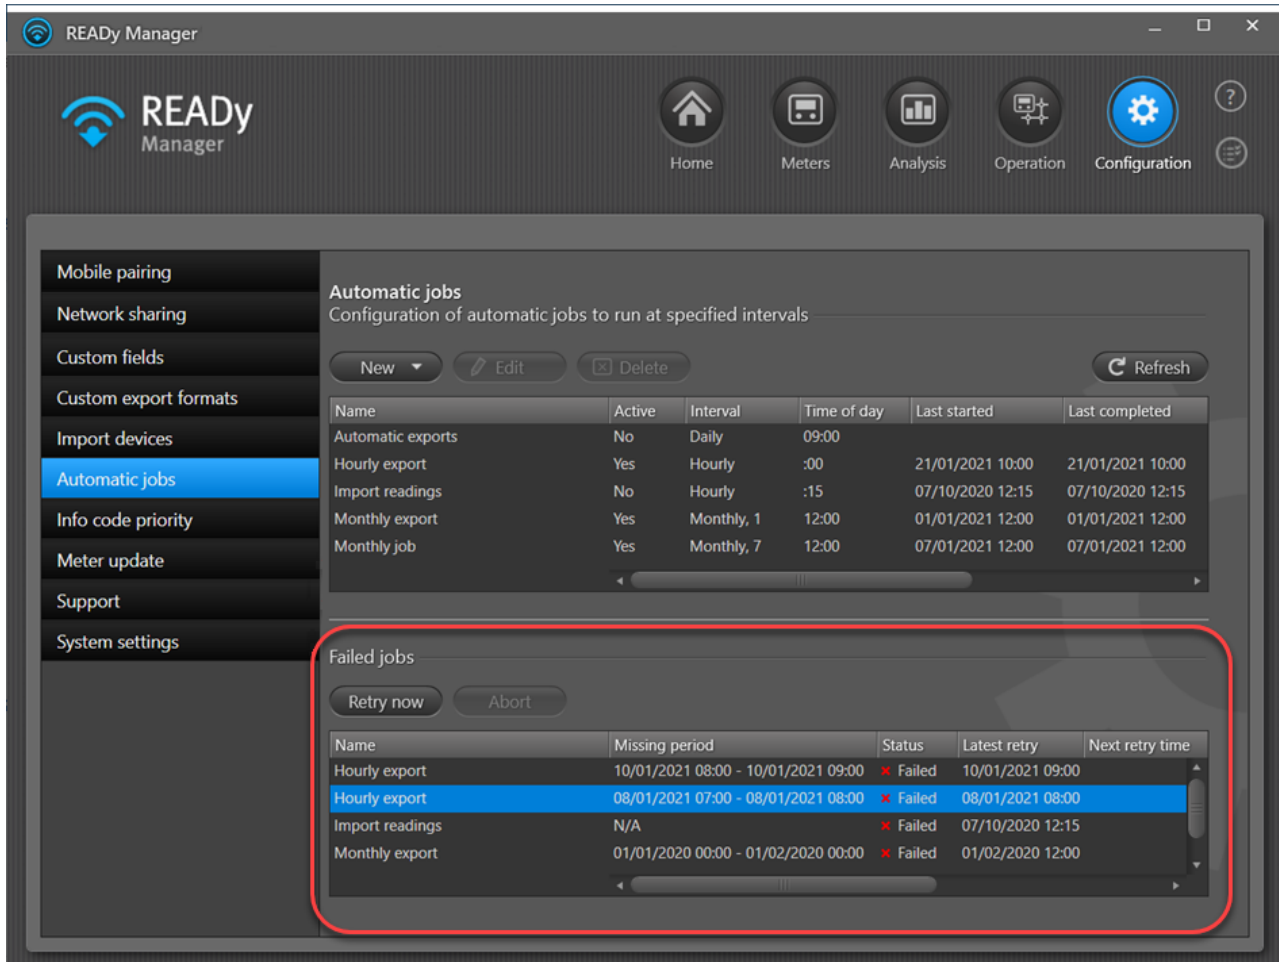 READy Manager
READy
Manager
Home Meters Analysis Operation Configuration
?
Mobile pairing
Network sharing
Custom fields
Custom export formats
Import devices
Automatic jobs
Info code priority
Meter update
Support
System settings
Automatic jobs
Configuration of automatic jobs to run at specified intervals
New Edit Delete Refresh
Name Active Interval Time of day Last started Last completed
Automatic exports No Daily 09:00
Hourly export Yes Hourly :00 21/01/2021 10:00 21/01/2021 10:00
Import readings No Hourly :15 07/10/2020 12:15 07/10/2020 12:15
Monthly export Yes Monthly, 1 12:00 01/01/2021 12:00 01/01/2021 12:00
Monthly job Yes Monthly, 7 12:00 07/01/2021 12:00 07/01/2021 12:00
Failed jobs
Retry now Abort
Name Missing period Status Latest retry Next retry time
Hourly export 10/01/2021 08:00 - 10/01/2021 09:00 Failed 10/01/2021 09:00
Hourly export 08/01/2021 07:00 - 08/01/2021 08:00 Failed 08/01/2021 08:00
Import readings N/A Failed 07/10/2020 12:15
Monthly export 01/01/2020 00:00 - 01/02/2020 00:00 Failed 01/02/2020 12:00